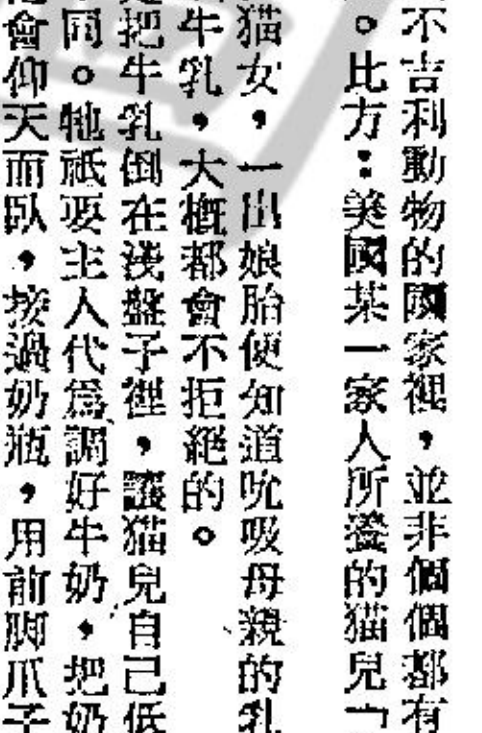 不吉利動物的國家裡，並非個個都有
。比方：美國某一家人所養的貓兒「
貓女，一出娘胎便知道吮吸母親的乳
牛乳，大概都會不拒絕的。
把牛乳倒在淺盤子裡，讓貓兒自己低
同。牠祇要主人代爲調好牛奶，把奶
會仰天而臥，接過奶瓶，用前脚爪子